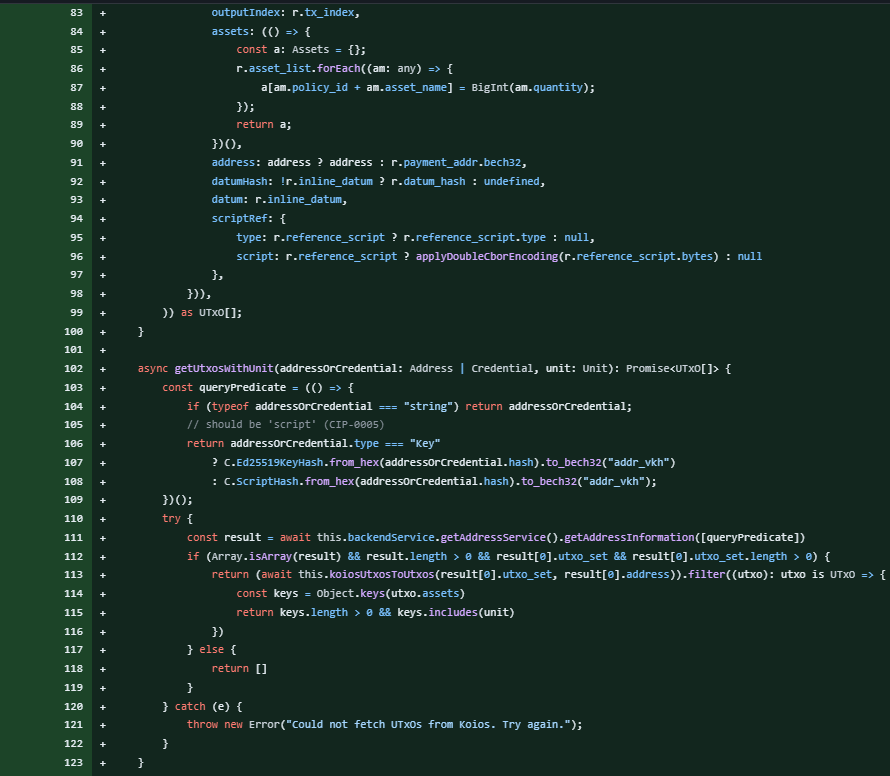 83 + outputIndex: r.tx_index,
84 + assets: (() => {
85 + const a: Assets = {};
86 + r.asset_list.forEach((am: any) => {
87 + a[am.policy_id + am.asset_name] = BigInt(am.quantity);
88 + });
89 + return a;
90 + })(),
91 + address: address ? address : r.payment_addr.bech32,
92 + datumHash: !r.inline_datum ? r.datum_hash : undefined,
93 + datum: r.inline_datum,
94 + scriptRef: {
95 + type: r.reference_script ? r.reference_script.type : null,
96 + script: r.reference_script ? applyDoubleCborEncoding(r.reference_script.bytes) : null
97 + },
98 + })),
99 + )) as UTxO[];
100 + }
101 +
102 + async getUtxosWithUnit(addressOrCredential: Address | Credential, unit: Unit): Promise<UTxO[]> {
103 + const queryPredicate = (() => {
104 + if (typeof addressOrCredential === "string") return addressOrCredential;
105 + // should be 'script' (CIP-0005)
106 + return addressOrCredential.type === "Key"
107 + ? C.Ed25519KeyHash.from_hex(addressOrCredential.hash).to_bech32("addr_vkh")
108 + : C.ScriptHash.from_hex(addressOrCredential.hash).to_bech32("addr_vkh");
109 + })();
110 + try {
111 + const result = await this.backendService.getAddressService().getAddressInformation([queryPredicate])
112 + if (Array.isArray(result) && result.length > 0 && result[0].utxo_set && result[0].utxo_set.length > 0) {
113 + return (await this.koiosUtxosToUtxos(result[0].utxo_set, result[0].address)).filter((utxo): utxo is UTxO => {
114 + const keys = Object.keys(utxo.assets)
115 + return keys.length > 0 && keys.includes(unit)
116 + })
117 + } else {
118 + return []
119 + }
120 + } catch (e) {
121 + throw new Error("Could not fetch UTxOs from Koios. Try again.");
122 + }
123 + }